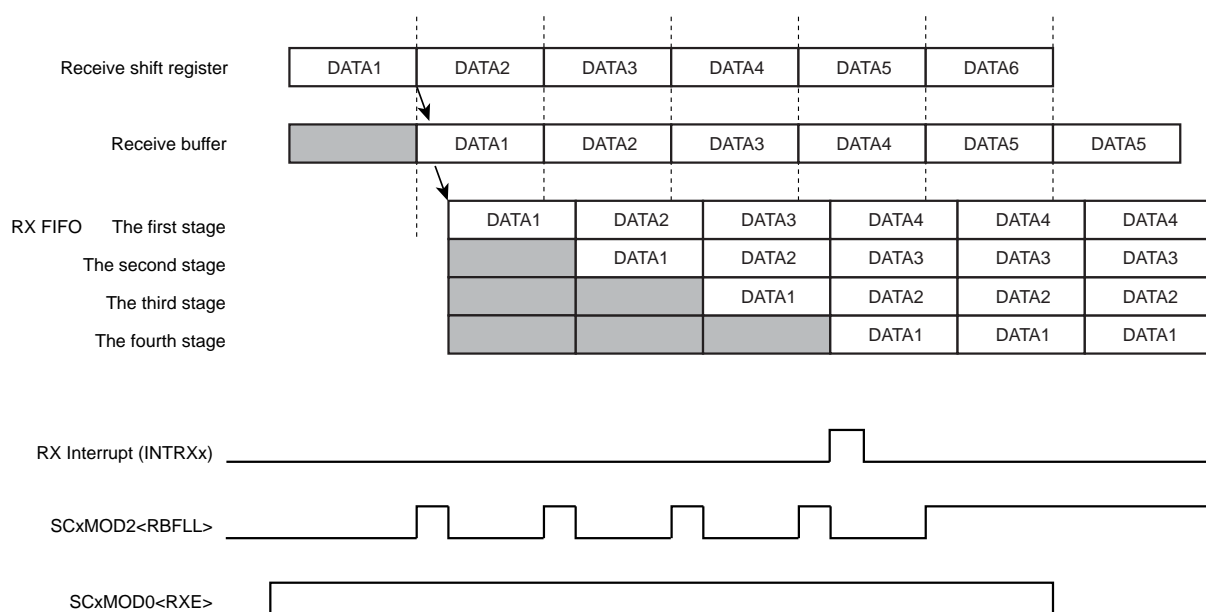 Receive shift register DATA1 DATA2 DATA3 DATA4 DATA5 DATA6
Receive buffer DATA1 DATA2 DATA3 DATA4 DATA5 DATA5
RX FIFO The first stage DATA1 DATA2 DATA3 DATA4 DATA4 DATA4
The second stage DATA1 DATA2 DATA3 DATA3 DATA3
The third stage DATA1 DATA2 DATA2 DATA2
The fourth stage DATA1 DATA1 DATA1
RX Interrupt (INTRXx)
SCxMOD2<RBFLL>
SCxMOD0<RXE>